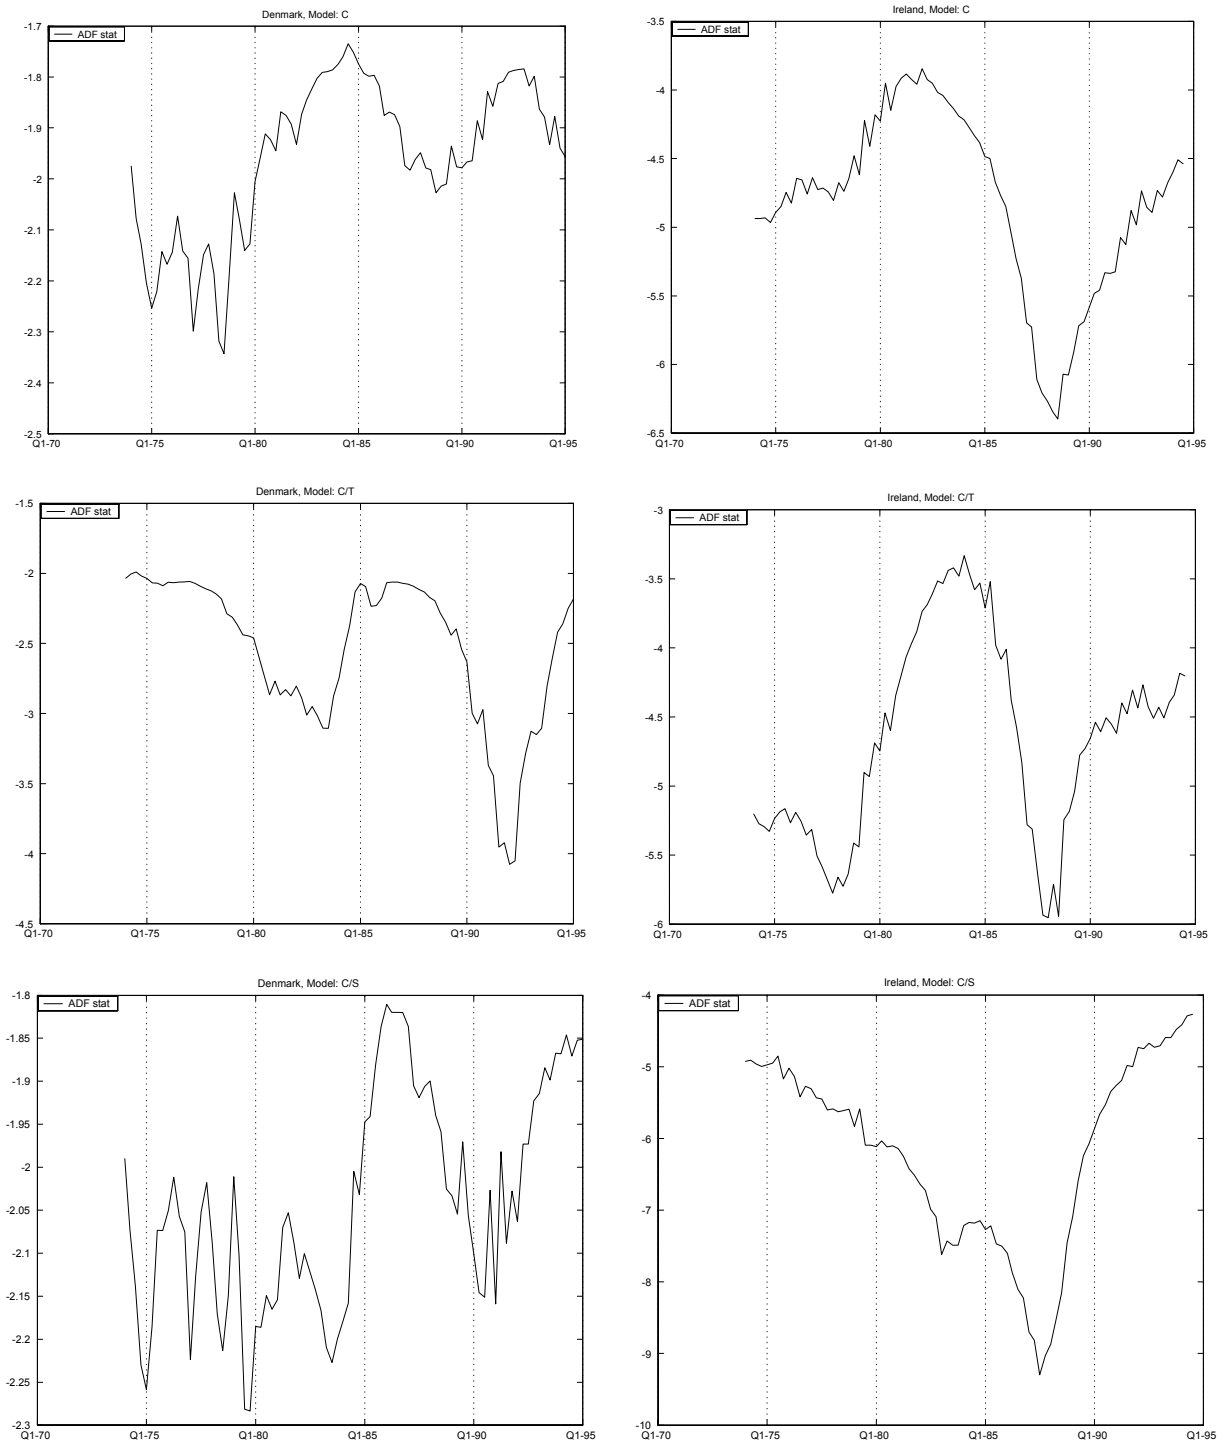 Denmark, Model: C
ADF stat
-1.7
-1.8
-1.9
-2
-2.1
-2.2
-2.3
-2.4
-2.5
Q1-70 Q1-75 Q1-80 Q1-85 Q1-90 Q1-95
Ireland, Model: C
ADF stat
-3.5
-4
-4.5
-5
-5.5
-6
-6.5
Q1-70 Q1-75 Q1-80 Q1-85 Q1-90 Q1-95
Denmark, Model: C/T
ADF stat
-1.5
-2
-2.5
-3
-3.5
-4
-4.5
Q1-70 Q1-75 Q1-80 Q1-85 Q1-90 Q1-95
Ireland, Model: C/T
ADF stat
-3
-3.5
-4
-4.5
-5
-5.5
-6
Q1-70 Q1-75 Q1-80 Q1-85 Q1-90 Q1-95
Denmark, Model: C/S
ADF stat
-1.8
-1.85
-1.9
-1.95
-2
-2.05
-2.1
-2.15
-2.2
-2.25
-2.3
Q1-70 Q1-75 Q1-80 Q1-85 Q1-90 Q1-95
Ireland, Model: C/S
ADF stat
-4
-5
-6
-7
-8
-9
-10
Q1-70 Q1-75 Q1-80 Q1-85 Q1-90 Q1-95